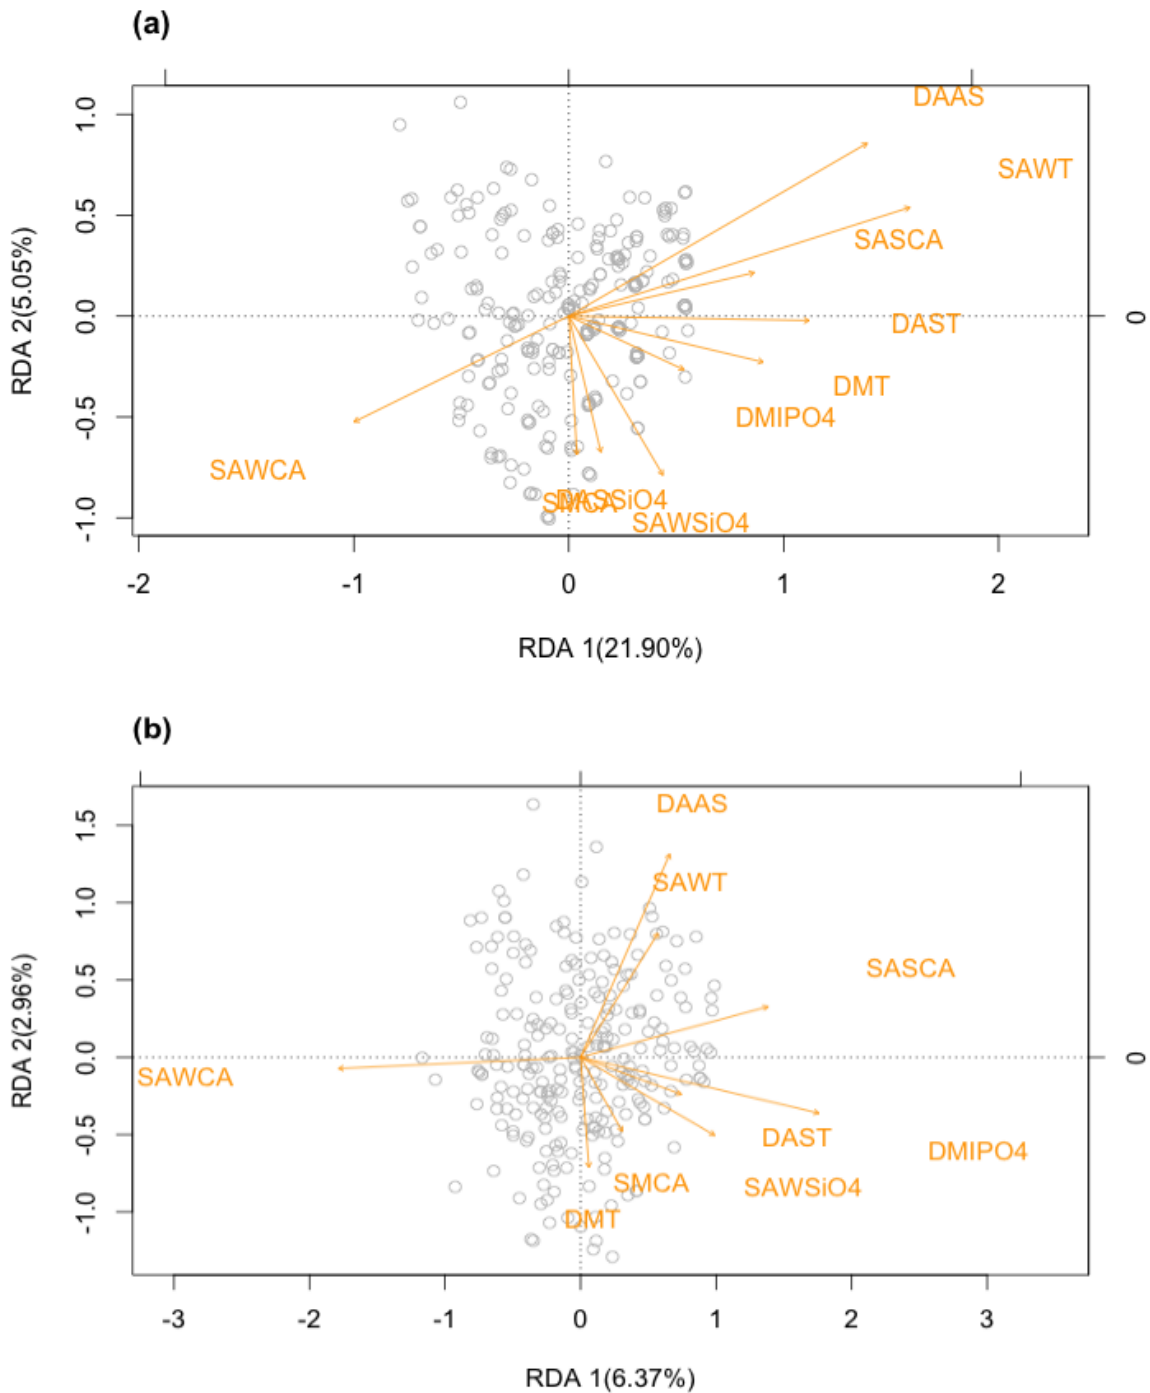 (a)
DAAS
SAWT
SASCA
DAST
DMT
DMIPO4
SAWCA
SMCA
DASSiO4
SAWSiO4
1.0
0.5
0.0
-0.5
-1.0
0
RDA 2(5.05%)
-2 -1 0 1 2
RDA 1(21.90%)
(b)
DAAS
SAWT
SASCA
SAWCA
DAST
DMIPO4
SMCA
SAWSiO4
DMT
1.5
1.0
0.5
0.0
-0.5
-1.0
0
RDA 2(2.96%)
-3 -2 -1 0 1 2 3
RDA 1(6.37%)